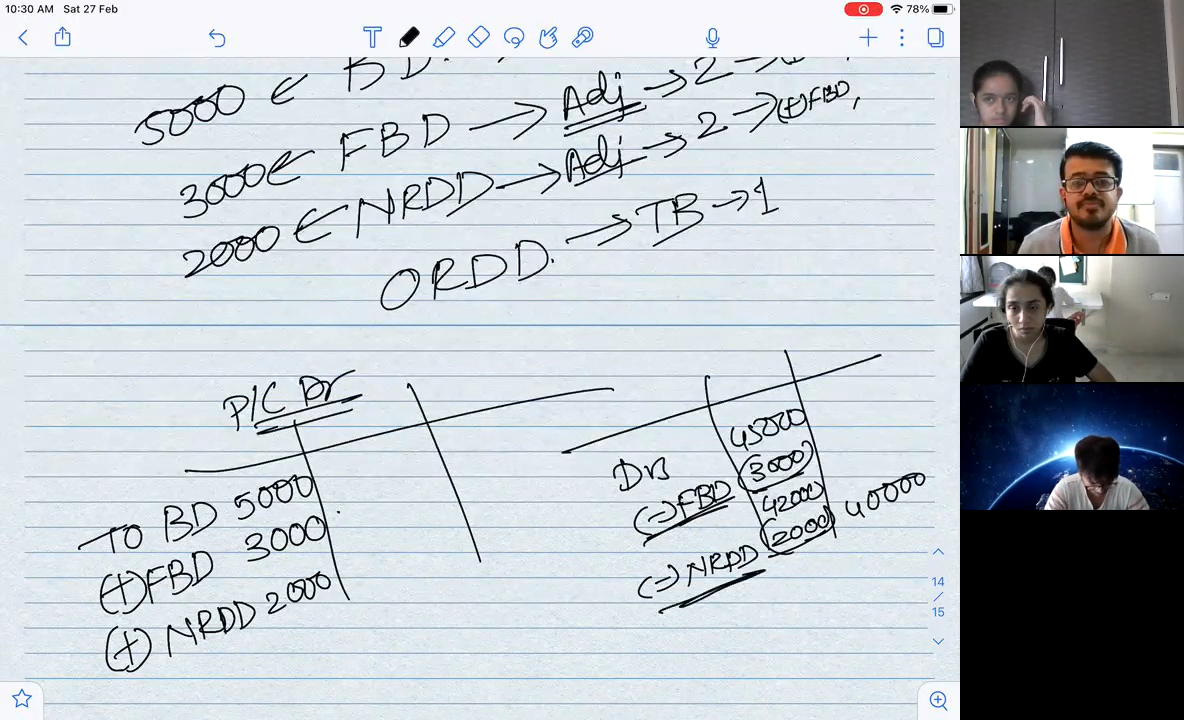 10:30 AM Sat 27 Feb
78%
T
5000 ∈ BD.
3000 ∈ FBD → Adj → 2 →
2000 ∈ NRDD → Adj → 2 → (+) FBD,
ORDD. → TB → 1
P/C Dr
To BD 5000
(+) FBD 3000
(+) NRDD 2000
45000
DB
(-) FBD 3000
42000
(-) NRDD 2000 40000
14
/
15